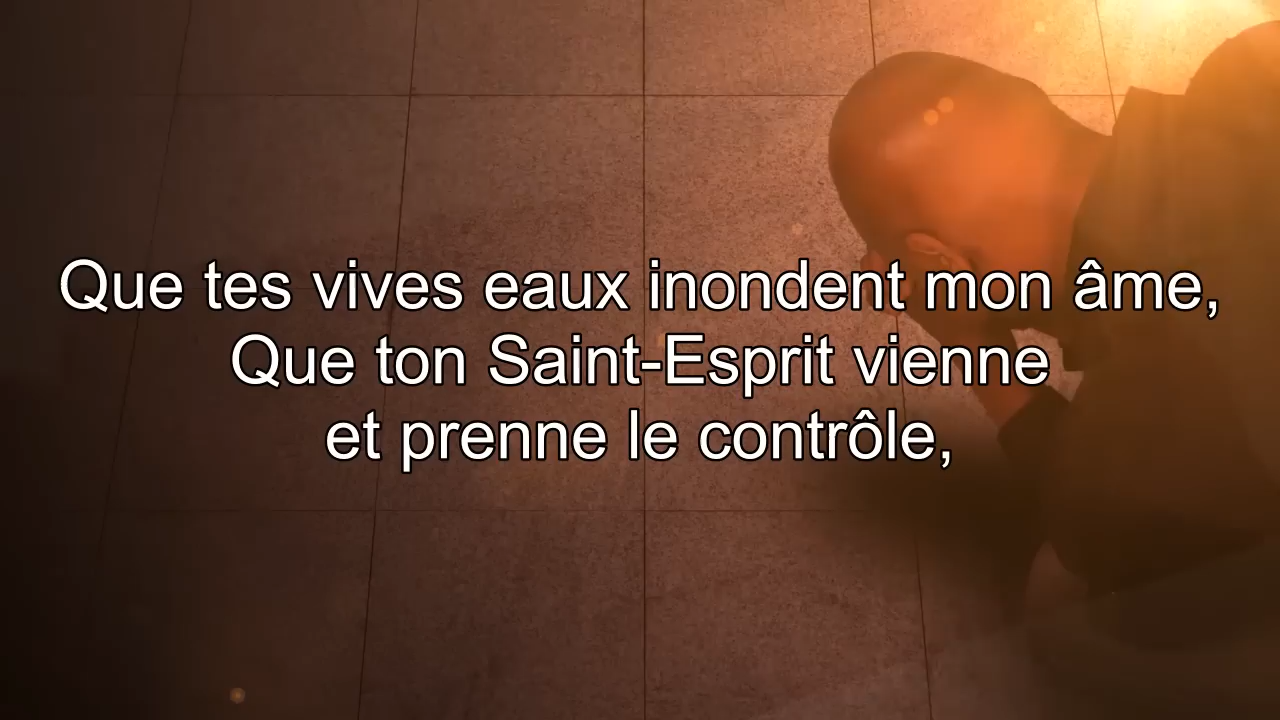 Que tes vives eaux inondent mon âme,
Que ton Saint-Esprit vienne
et prenne le contrôle,